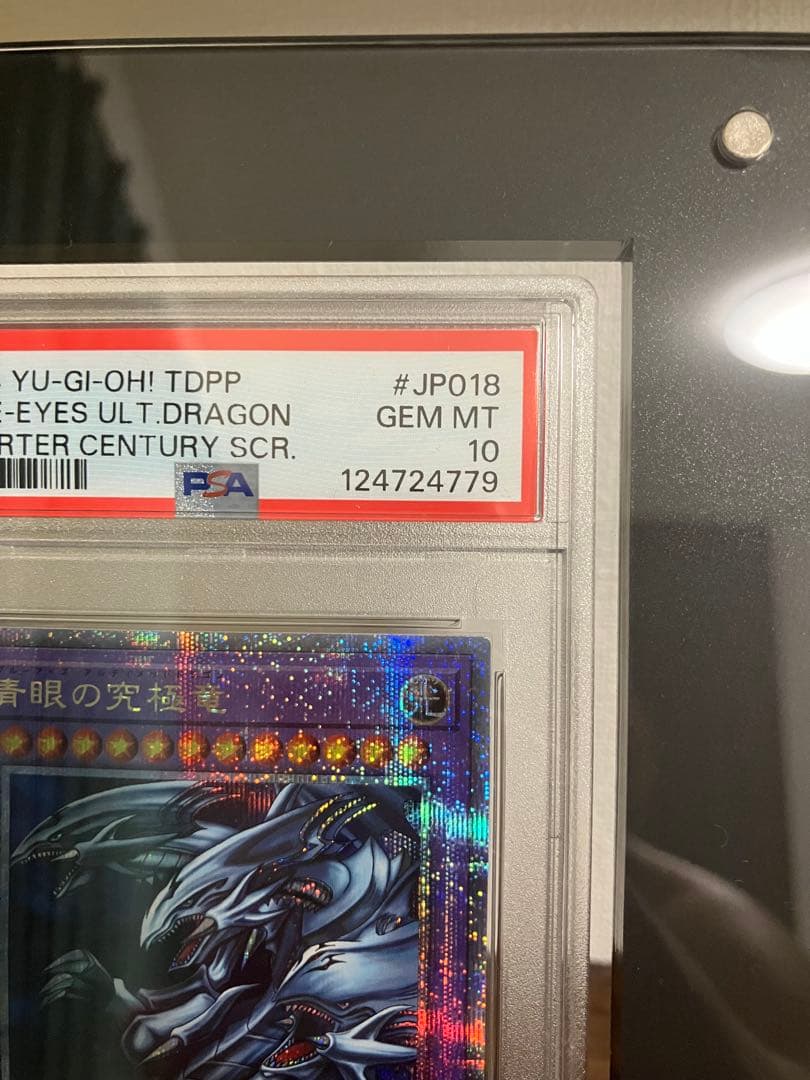 YU-GI-OH! TDPP #JP018
E-EYES ULT.DRAGON GEM MT
RTER CENTURY SCR. 10
PSA 124724779
青眼の究極竜 光